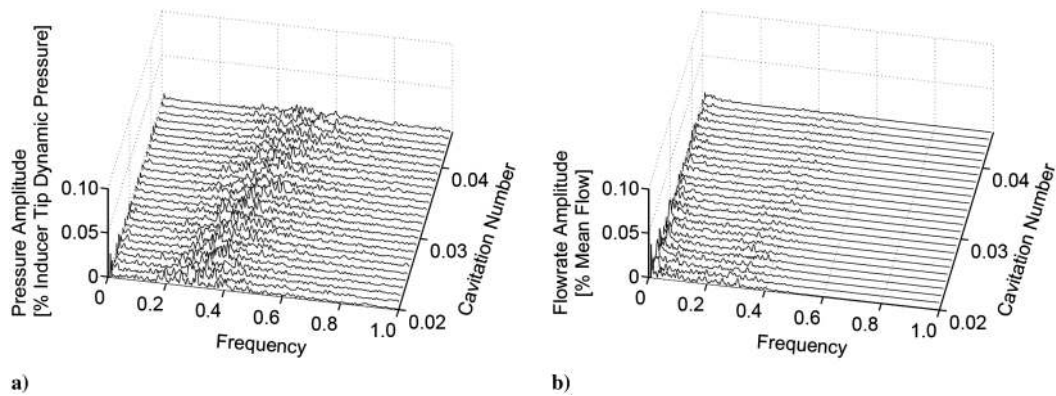 Pressure Amplitude
[% Inducer Tip Dynamic Pressure]
0.10
0.05
0
0
0.2
0.4
0.6
0.8
1.0
Frequency
0.02
0.03
0.04
Cavitation Number
a)
Flowrate Amplitude
[% Mean Flow]
0.10
0.05
0
0
0.2
0.4
0.6
0.8
1.0
Frequency
0.02
0.03
0.04
Cavitation Number
b)